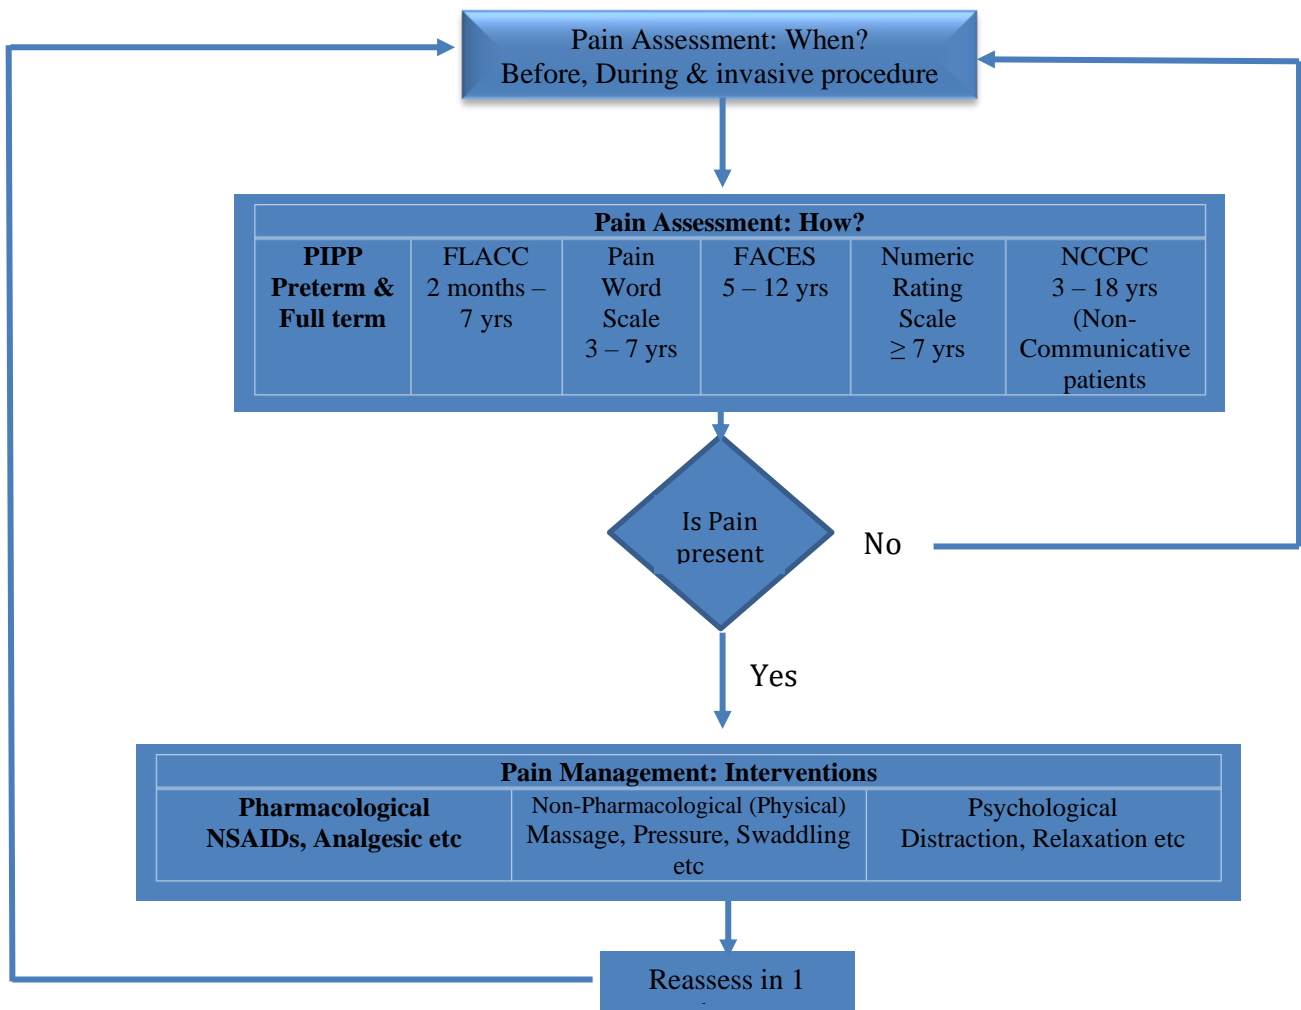 Pain Assessment: When?
Before, During & invasive procedure
Pain Assessment: How?
PIPP
Preterm &
Full term
FLACC
2 months –
7 yrs
Pain
Word
Scale
3 – 7 yrs
FACES
5 – 12 yrs
Numeric
Rating
Scale
≥ 7 yrs
NCCPC
3 – 18 yrs
(Non-
Communicative
patients
Is Pain
present
No
Yes
Pain Management: Interventions
Pharmacological
NSAIDs, Analgesic etc
Non-Pharmacological (Physical)
Massage, Pressure, Swaddling
etc
Psychological
Distraction, Relaxation etc
Reassess in 1